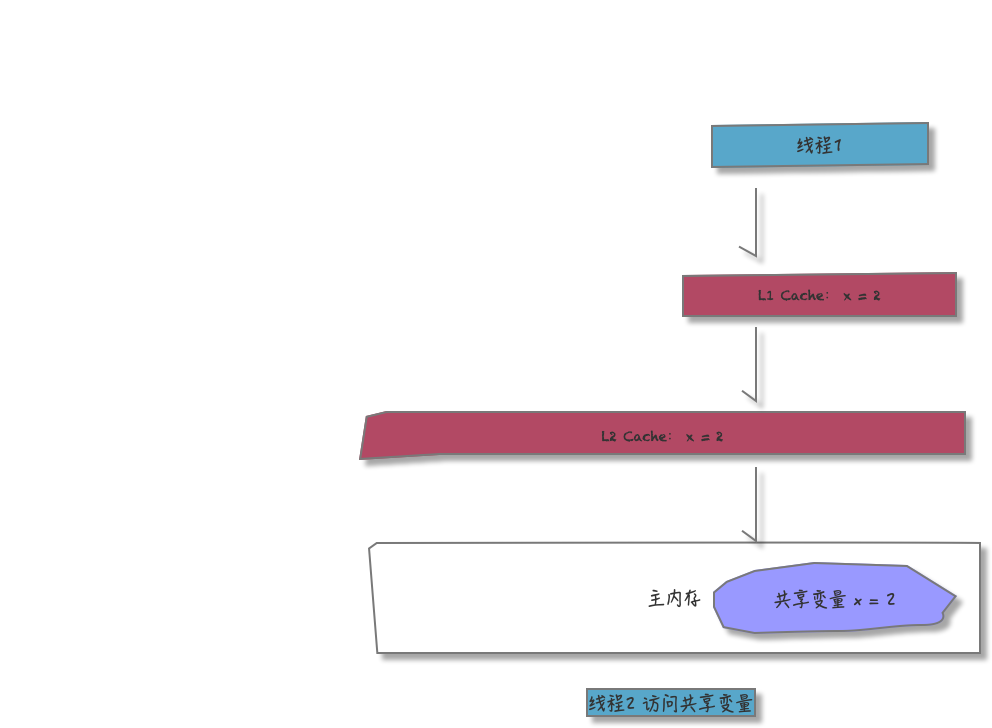 线程1
L1 Cache： x = 2
L2 Cache： x = 2
主内存
共享变量 x = 2
线程2 访问共享变量